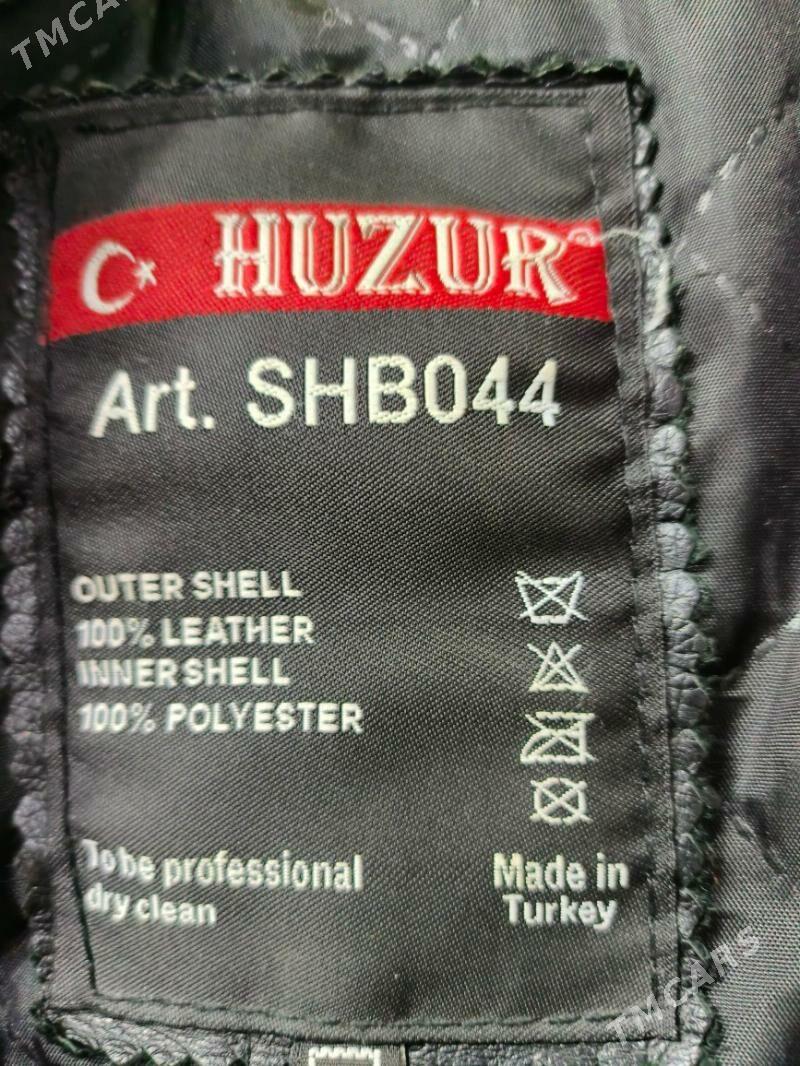 TMCARS
HUZUR®
Art. SHB044
OUTER SHELL
100% LEATHER
INNER SHELL
100% POLYESTER
To be professional
dry clean
Made in
Turkey
TMCARS